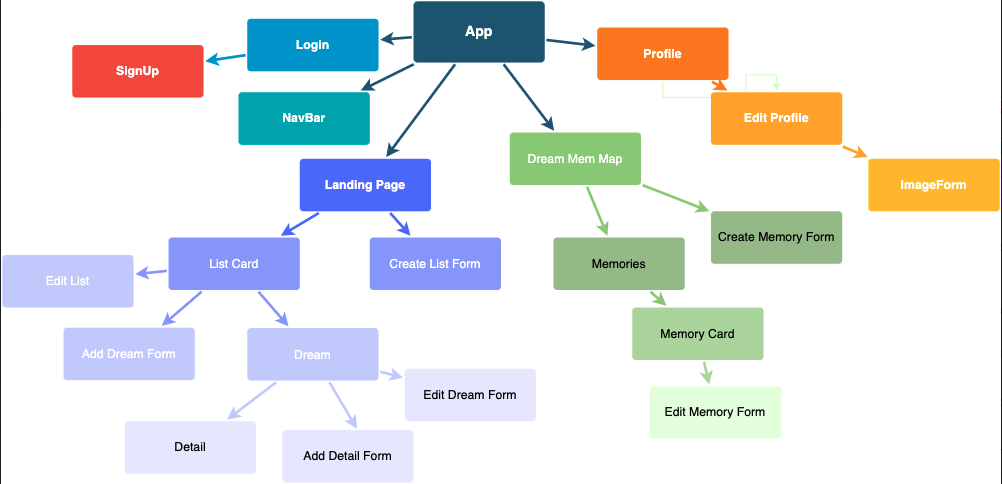 App
Login
Profile
SignUp
NavBar
Edit Profile
Dream Mem Map
Landing Page
ImageForm
Create Memory Form
List Card
Create List Form
Memories
Edit List
Memory Card
Add Dream Form
Dream
Edit Dream Form
Edit Memory Form
Detail
Add Detail Form